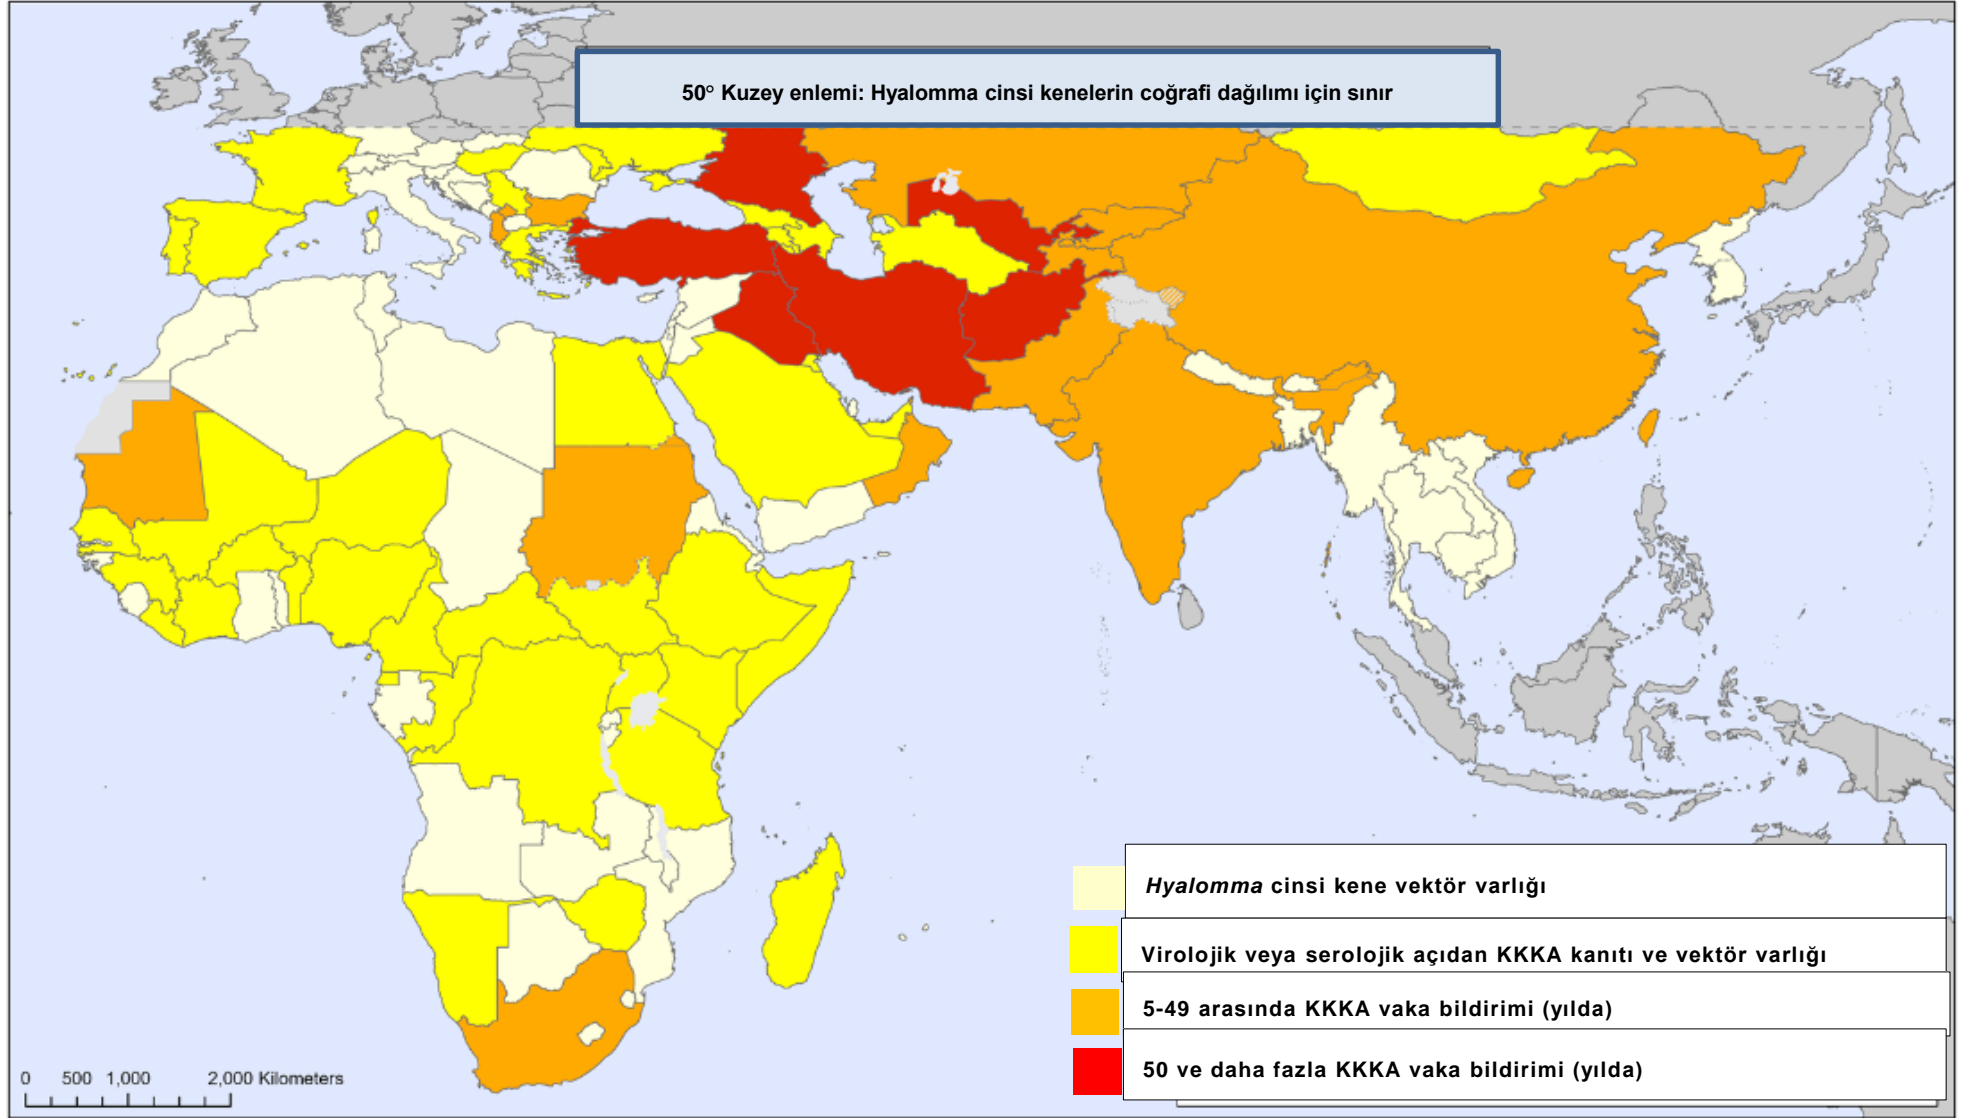 50° Kuzey enlemi: Hyalomma cinsi kenelerin coğrafi dağılımı için sınır
Hyalomma cinsi kene vektör varlığı
Virolojik veya serolojik açıdan KKKA kanıtı ve vektör varlığı
5-49 arasında KKKA vaka bildirimi (yılda)
50 ve daha fazla KKKA vaka bildirimi (yılda)
0 500 1,000 2,000 Kilometers